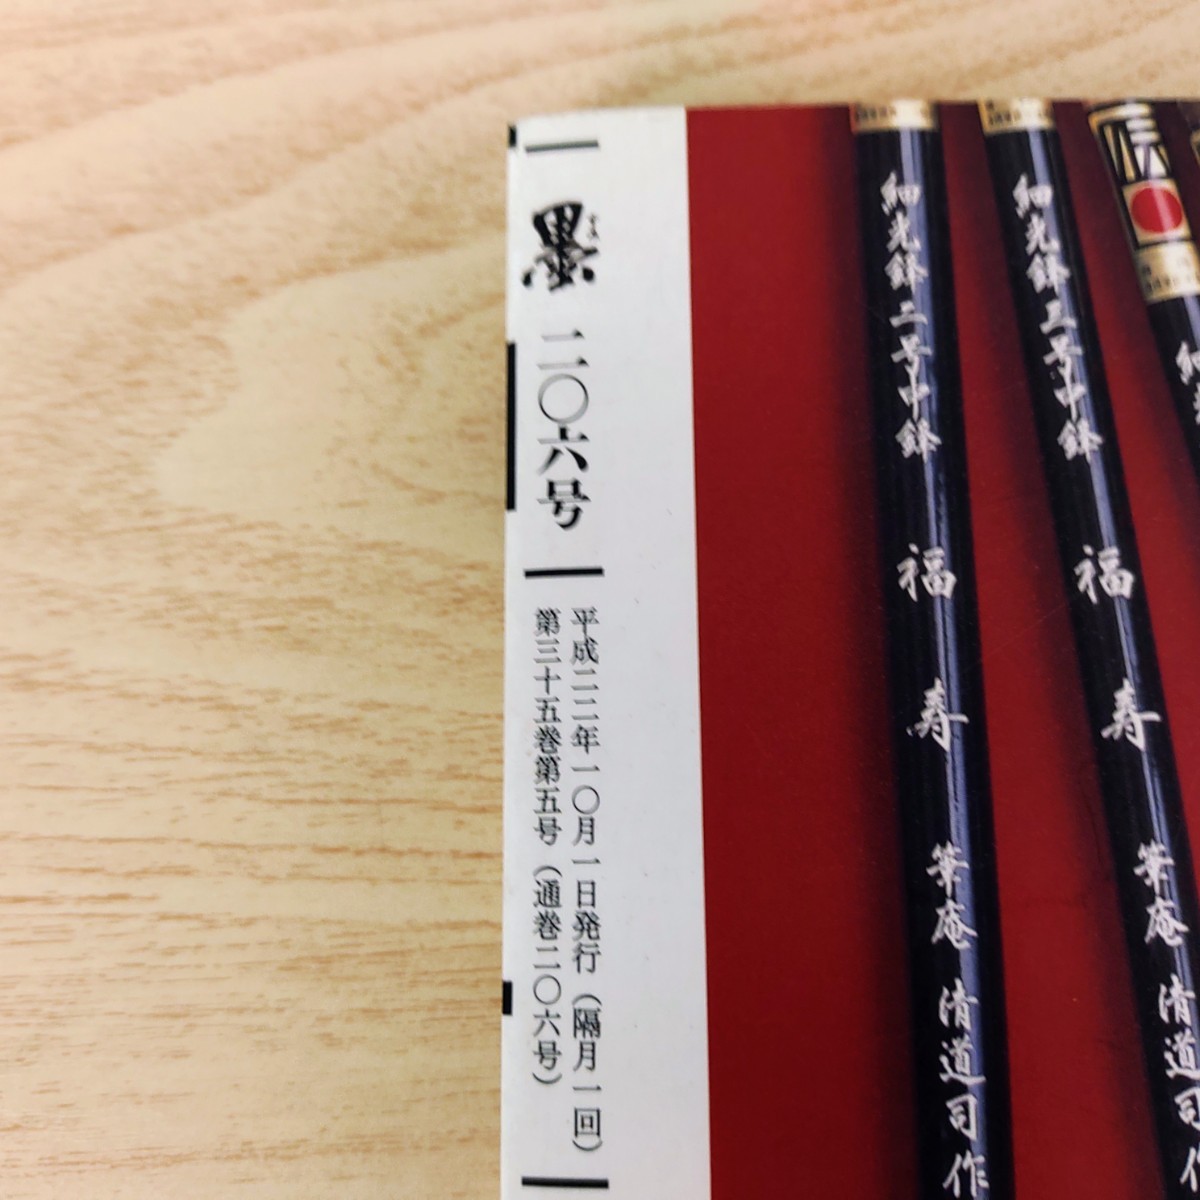 墨
すみ
二〇六号
平成二二年一〇月一日発行（隔月一回）
第三十五巻第五号（通巻二〇六号）
細光鋒二号中鋒　福寿　筆庵　清道司作
細光鋒三号中鋒　福寿　筆庵　清道司作